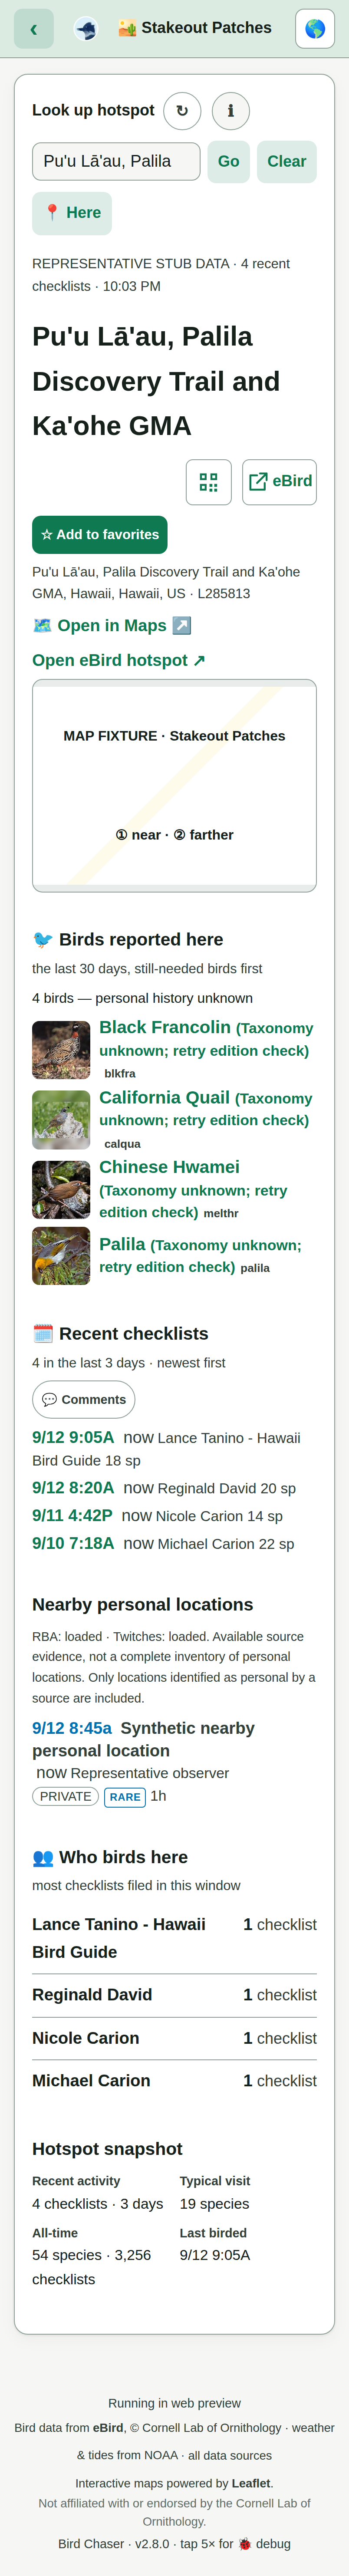 ‹ 🏜️ Stakeout Patches 🌎
Look up hotspot ↻ ℹ
Pu'u Lā'au, Palila Go Clear
📍 Here
REPRESENTATIVE STUB DATA · 4 recent
checklists · 10:03 PM
Pu'u Lā'au, Palila
Discovery Trail and
Ka'ohe GMA
eBird
☆ Add to favorites
Pu'u Lā'au, Palila Discovery Trail and Ka'ohe
GMA, Hawaii, Hawaii, US · L285813
🗺️ Open in Maps ↗️
Open eBird hotspot ↗
MAP FIXTURE · Stakeout Patches
① near · ② farther
🐦 Birds reported here
the last 30 days, still-needed birds first
4 birds — personal history unknown
Black Francolin (Taxonomy
unknown; retry edition check)
blkfra
California Quail (Taxonomy
unknown; retry edition check)
calqua
Chinese Hwamei
(Taxonomy unknown; retry
edition check) melthr
Palila (Taxonomy unknown;
retry edition check) palila
🗓️ Recent checklists
4 in the last 3 days · newest first
💬 Comments
9/12 9:05A now Lance Tanino - Hawaii
Bird Guide 18 sp
9/12 8:20A now Reginald David 20 sp
9/11 4:42P now Nicole Carion 14 sp
9/10 7:18A now Michael Carion 22 sp
Nearby personal locations
RBA: loaded · Twitches: loaded. Available source
evidence, not a complete inventory of personal
locations. Only locations identified as personal by a
source are included.
9/12 8:45a Synthetic nearby
personal location
now Representative observer
PRIVATE RARE 1h
👥 Who birds here
most checklists filed in this window
Lance Tanino - Hawaii 1 checklist
Bird Guide
Reginald David 1 checklist
Nicole Carion 1 checklist
Michael Carion 1 checklist
Hotspot snapshot
Recent activity Typical visit
4 checklists · 3 days 19 species
All-time Last birded
54 species · 3,256 9/12 9:05A
checklists
Running in web preview
Bird data from eBird, © Cornell Lab of Ornithology · weather
& tides from NOAA · all data sources
Interactive maps powered by Leaflet.
Not affiliated with or endorsed by the Cornell Lab of
Ornithology.
Bird Chaser · v2.8.0 · tap 5× for 🐞 debug